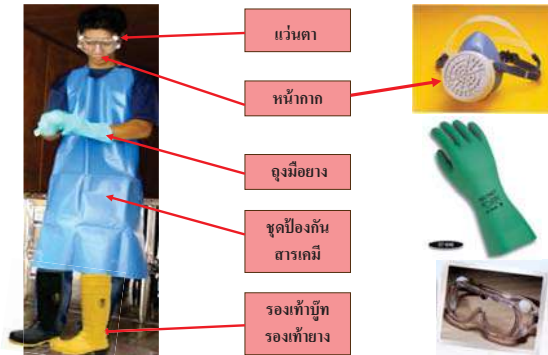 แว่นตา
หน้ากาก
ถุงมือยาง
ชุดป้องกัน
สารเคมี
รองเท้าบู๊ท
รองเท้ายาง